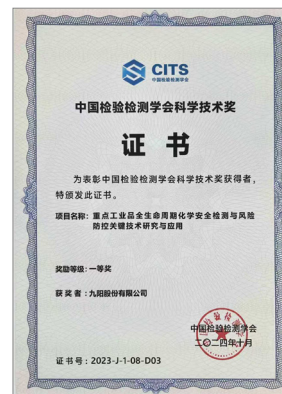 CITS
中国检验检测学会
中国检验检测学会科学技术奖
证书
为表彰中国检验检测学会科学技术奖获得者，
特颁发此证书。
项目名称：重点工业品全生命周期化学安全检测与风险
防控关键技术研究与应用
奖励等级：一等奖
获奖者：九阳股份有限公司
中国检验检测学会
二〇二四年十月
证书号：2023-J-1-08-D03